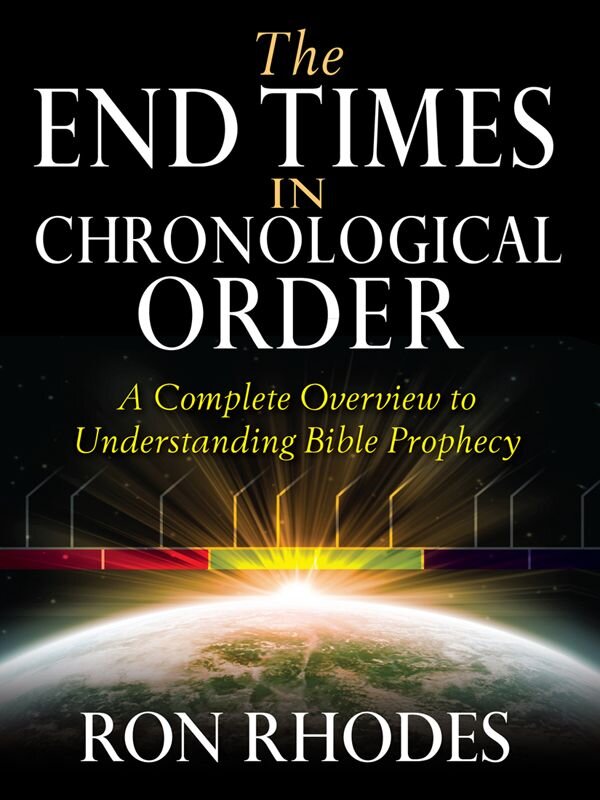 The
END TIMES
IN
CHRONOLOGICAL
ORDER
A Complete Overview to
Understanding Bible Prophecy
RON RHODES